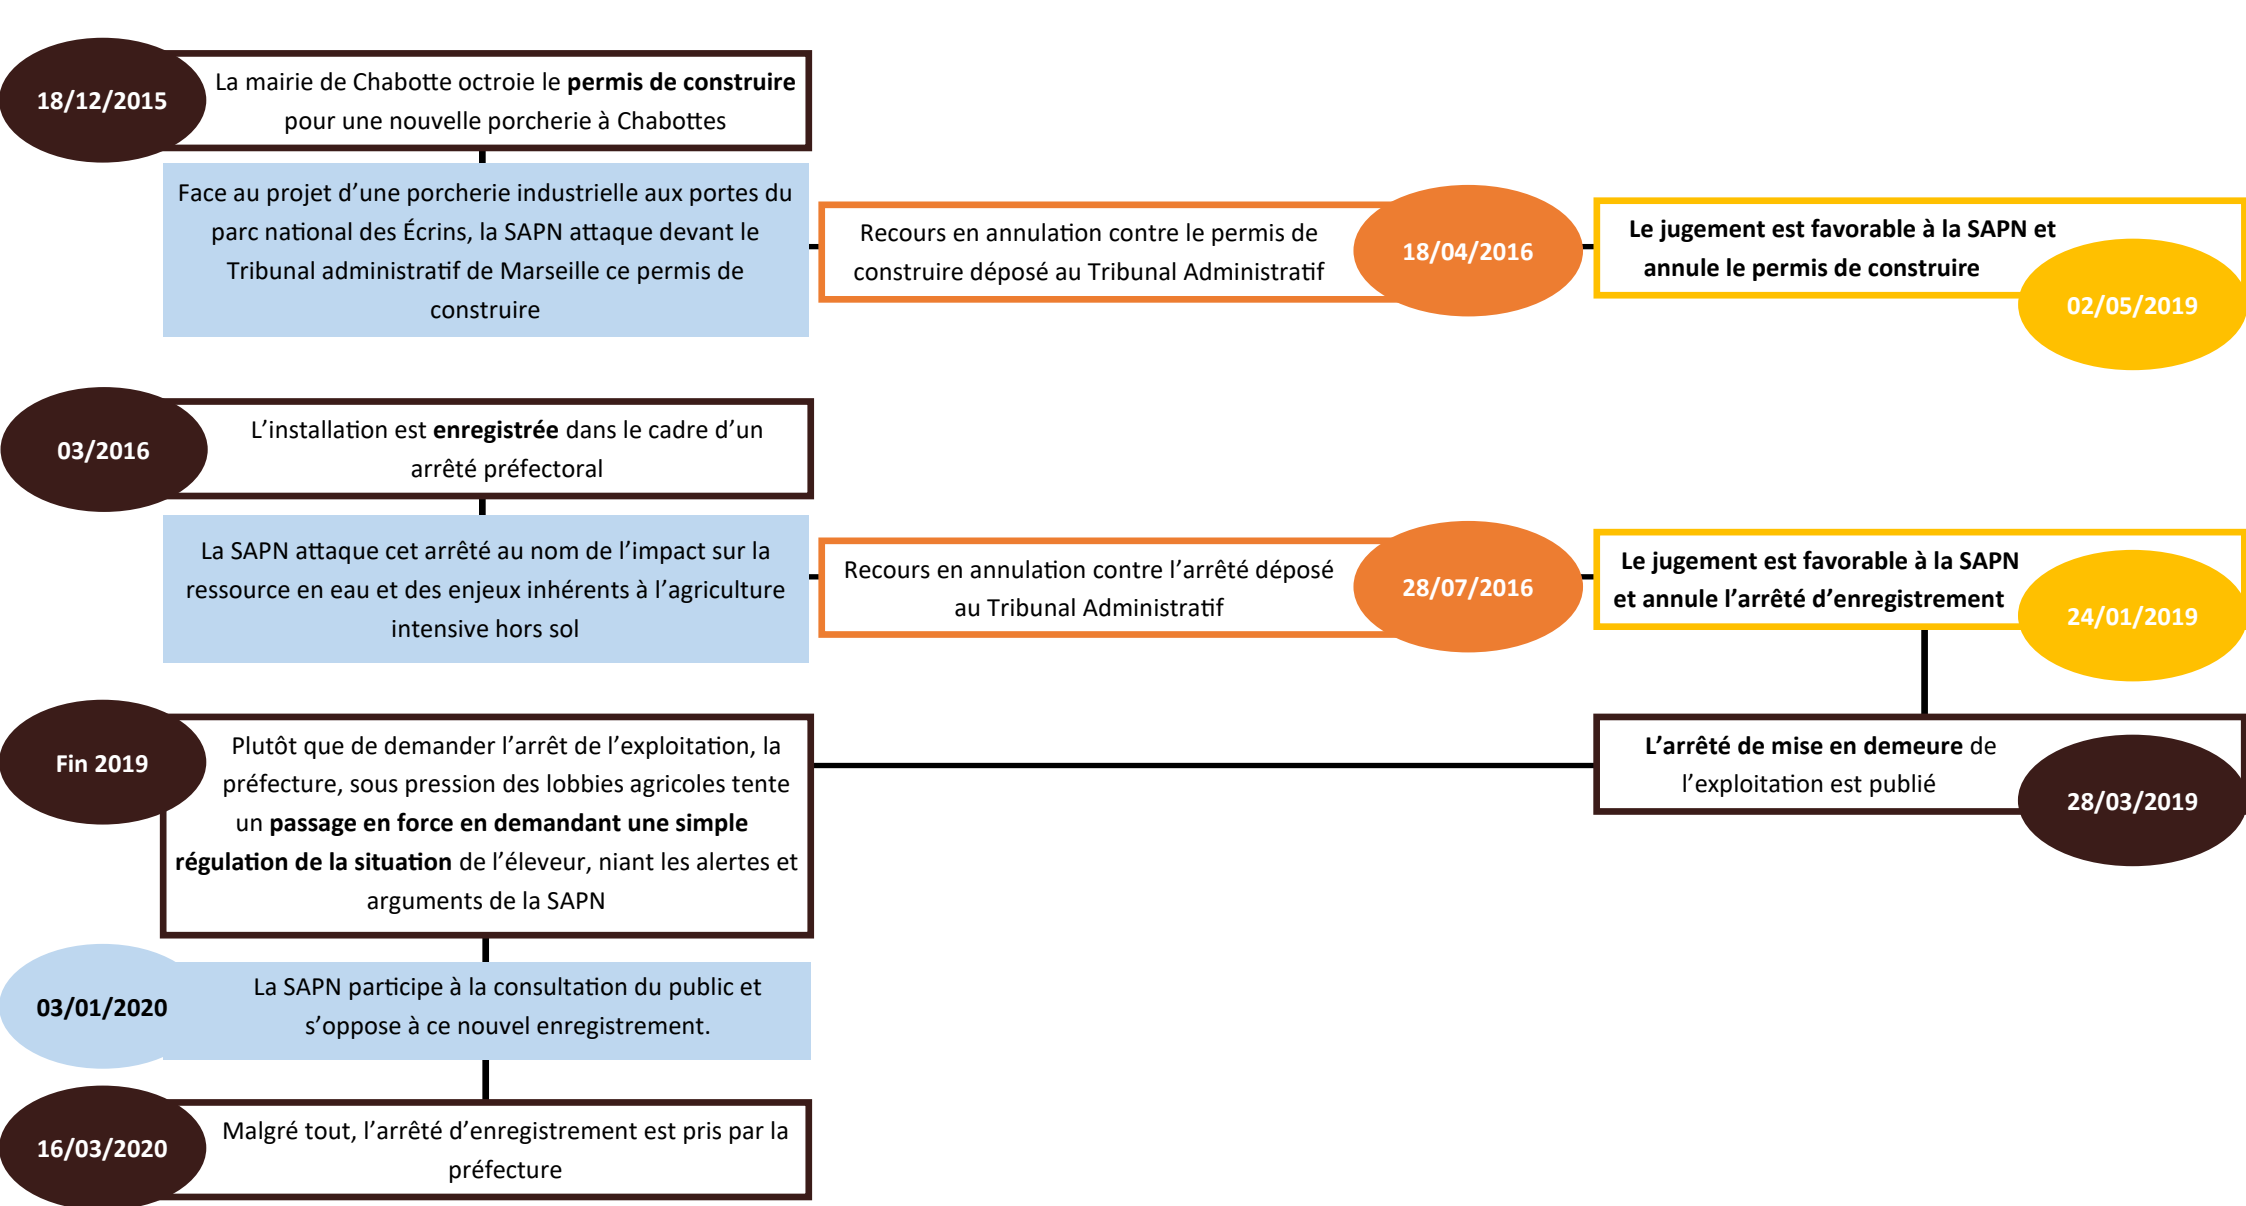 18/12/2015
La mairie de Chabotte octroie le permis de construire
pour une nouvelle porcherie à Chabottes
Face au projet d’une porcherie industrielle aux portes du
parc national des Écrins, la SAPN attaque devant le
Tribunal administratif de Marseille ce permis de
construire
Recours en annulation contre le permis de
construire déposé au Tribunal Administratif
18/04/2016
Le jugement est favorable à la SAPN et
annule le permis de construire
02/05/2019
03/2016
L’installation est enregistrée dans le cadre d’un
arrêté préfectoral
La SAPN attaque cet arrêté au nom de l’impact sur la
ressource en eau et des enjeux inhérents à l’agriculture
intensive hors sol
Recours en annulation contre l’arrêté déposé
au Tribunal Administratif
28/07/2016
Le jugement est favorable à la SAPN
et annule l’arrêté d’enregistrement
24/01/2019
L’arrêté de mise en demeure de
l’exploitation est publié
28/03/2019
Fin 2019
Plutôt que de demander l’arrêt de l’exploitation, la
préfecture, sous pression des lobbies agricoles tente
un passage en force en demandant une simple
régulation de la situation de l’éleveur, niant les alertes et
arguments de la SAPN
03/01/2020
La SAPN participe à la consultation du public et
s’oppose à ce nouvel enregistrement.
16/03/2020
Malgré tout, l’arrêté d’enregistrement est pris par la
préfecture